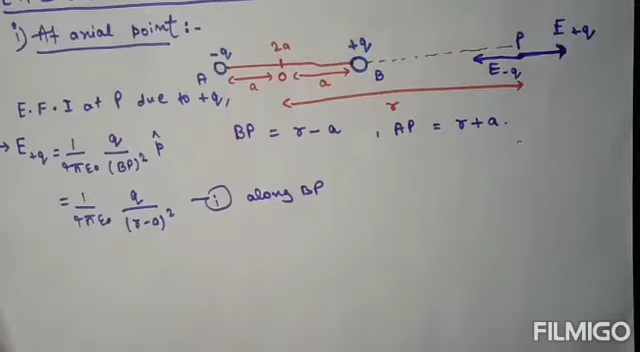 i) At axial point:-
-q 2a +q P E+q
A a o a B E-q
r
E.F.I at P due to +q,
BP = r-a , AP = r+a.
→ E+q = 1/4πε0 q/(BP)² p̂
= 1/4πε0 q/(r-a)² —(i) along BP
FILMIGO